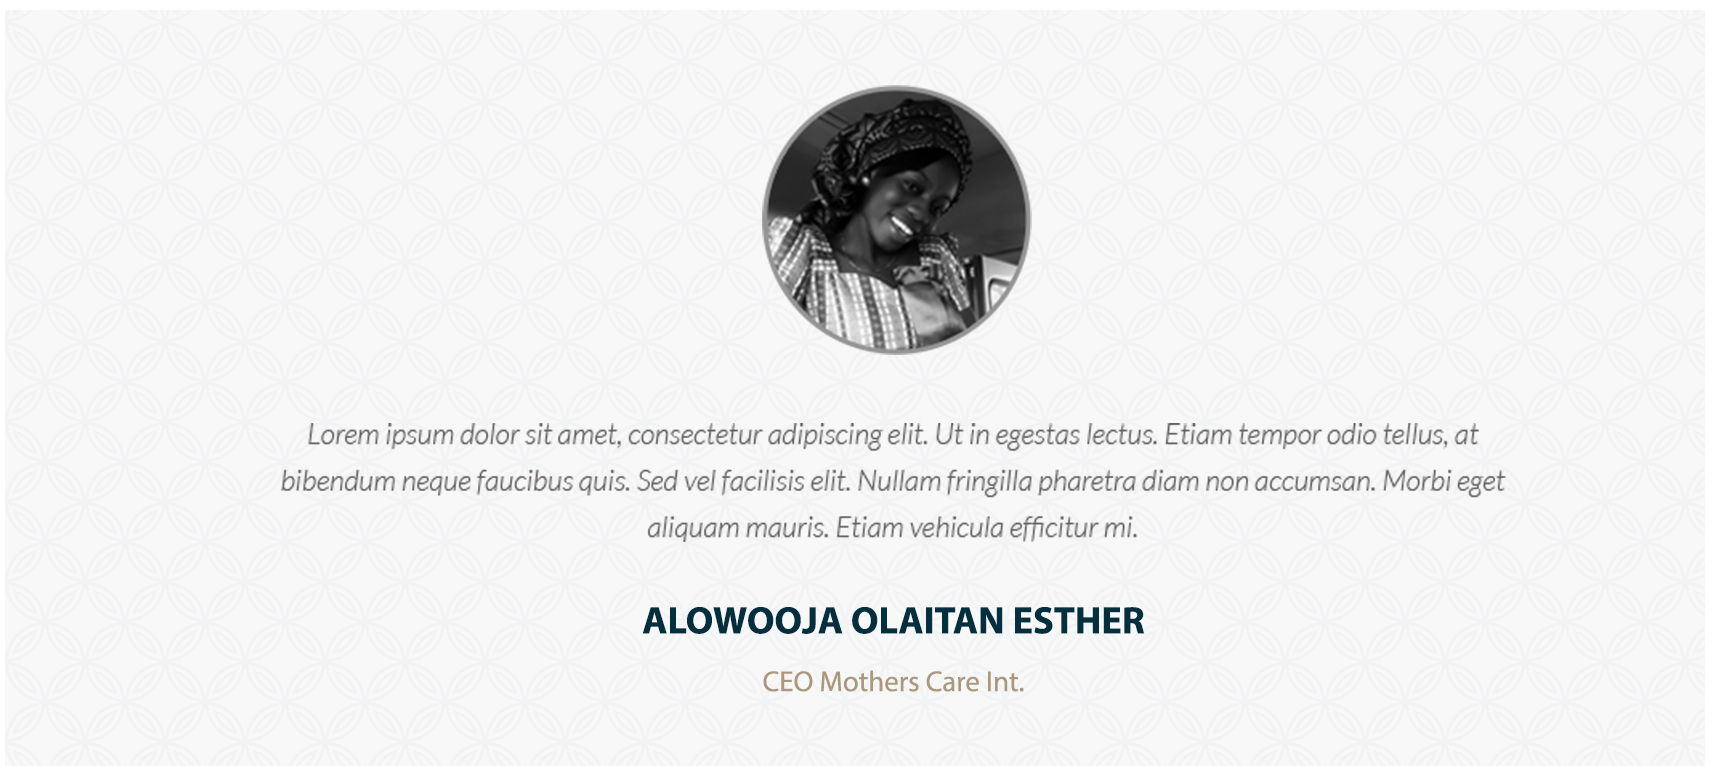 Lorem ipsum dolor sit amet, consectetur adipiscing elit. Ut in egestas lectus. Etiam tempor odio tellus, at
bibendum neque faucibus quis. Sed vel facilisis elit. Nullam fringilla pharetra diam non accumsan. Morbi eget
aliquam mauris. Etiam vehicula efficitur mi.
ALOWOOJA OLAITAN ESTHER
CEO Mothers Care Int.